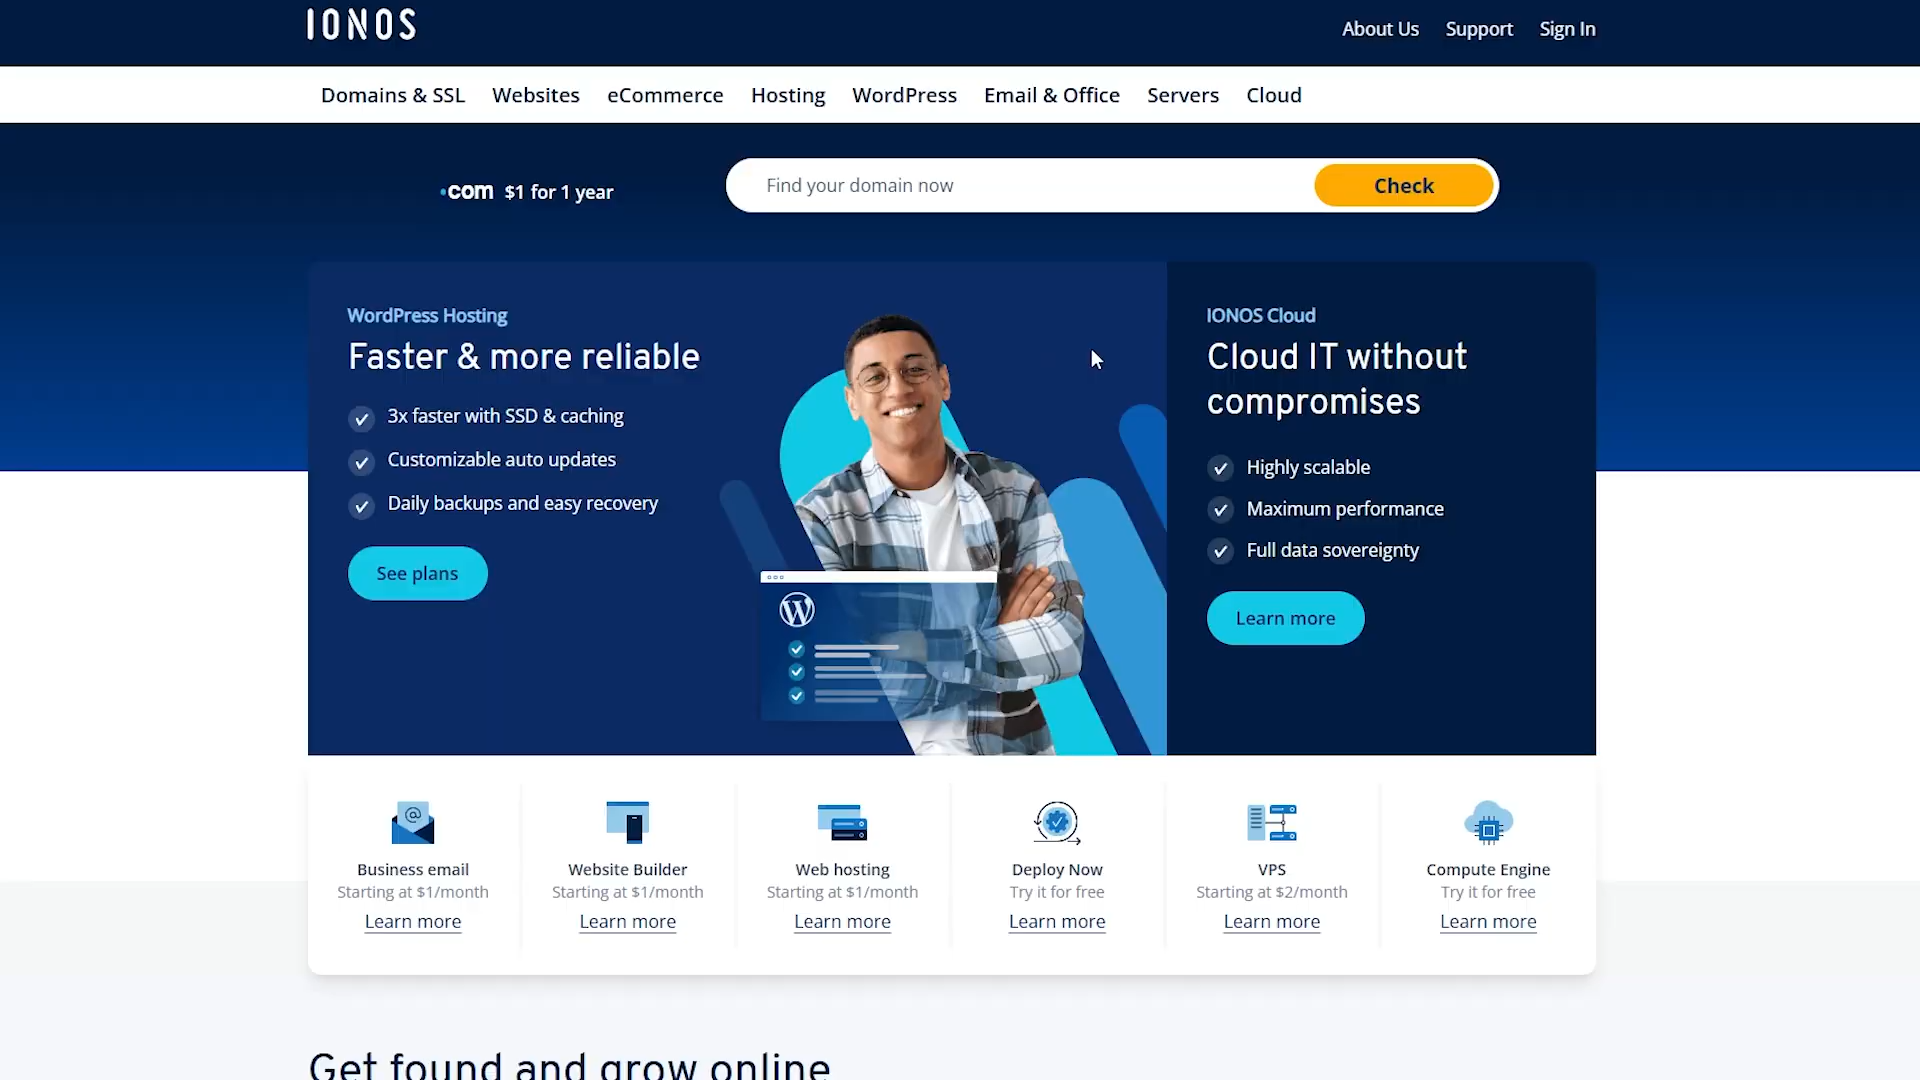 IONOS
About Us Support Sign In
Domains & SSL Websites eCommerce Hosting WordPress Email & Office Servers Cloud
.com $1 for 1 year
Find your domain now
Check
WordPress Hosting
Faster & more reliable
3x faster with SSD & caching
Customizable auto updates
Daily backups and easy recovery
See plans
IONOS Cloud
Cloud IT without
compromises
Highly scalable
Maximum performance
Full data sovereignty
Learn more
Business email
Starting at $1/month
Learn more
Website Builder
Starting at $1/month
Learn more
Web hosting
Starting at $1/month
Learn more
Deploy Now
Try it for free
Learn more
VPS
Starting at $2/month
Learn more
Compute Engine
Try it for free
Learn more
Get found and grow online